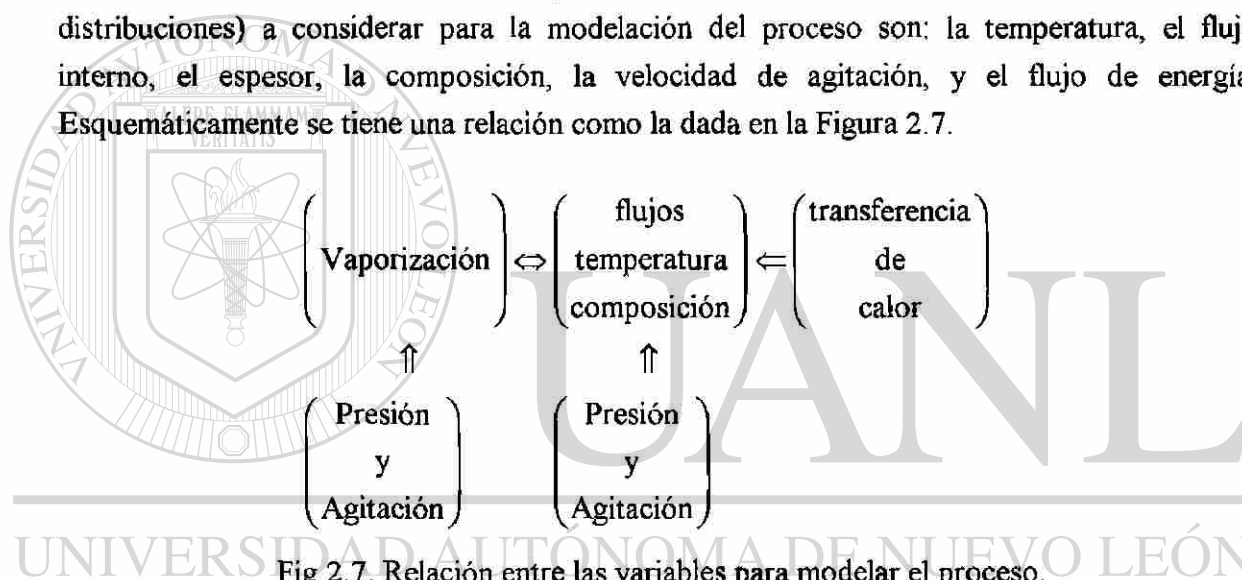 distribuciones) a considerar para la modelación del proceso son: la temperatura, el fluj
interno, el espesor, la composición, la velocidad de agitación, y el flujo de energía
Esquemáticamente se tiene una relación como la dada en la Figura 2.7.
Vaporización ⇔ flujos temperatura composición ⇐ transferencia de calor
⇑ ⇑
Presión y Agitación Presión y Agitación
Fig 2.7. Relación entre las variables para modelar el proceso.
UANL
UNIVERSIDAD AUTÓNOMA DE NUEVO LEÓN
ALERE FLAMMAM
VERITATIS